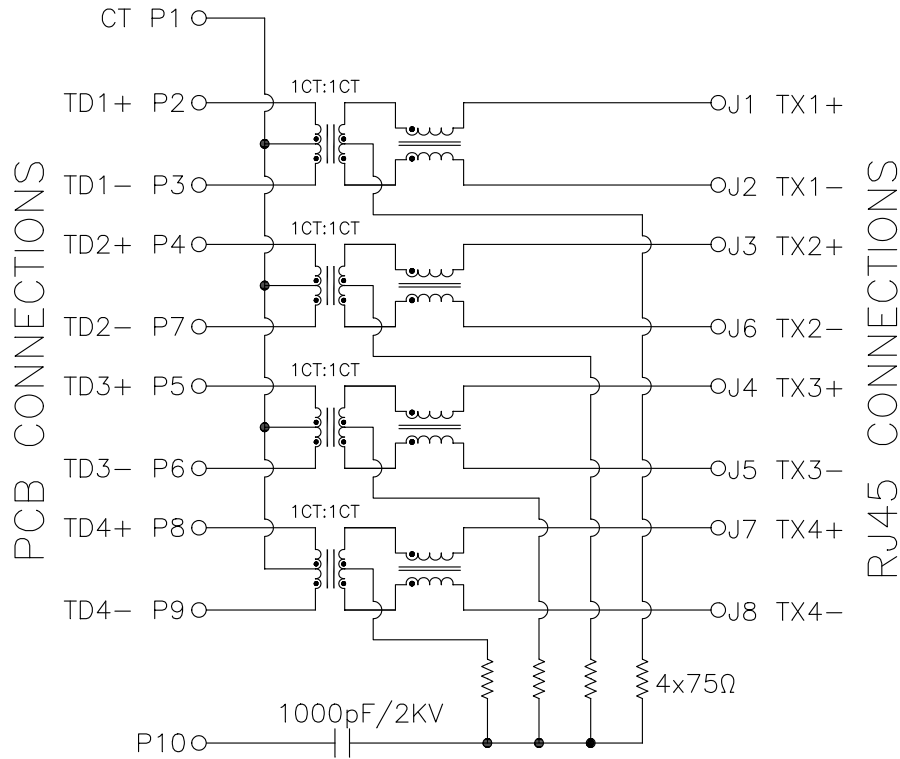 CT P1
1CT:1CT
TD1+ P2
J1 TX1+
TD1− P3
J2 TX1−
1CT:1CT
TD2+ P4
J3 TX2+
TD2− P7
J6 TX2−
1CT:1CT
TD3+ P5
J4 TX3+
TD3− P6
J5 TX3−
1CT:1CT
TD4+ P8
J7 TX4+
TD4− P9
J8 TX4−
4x75Ω
1000pF/2KV
P10
PCB CONNECTIONS
RJ45 CONNECTIONS